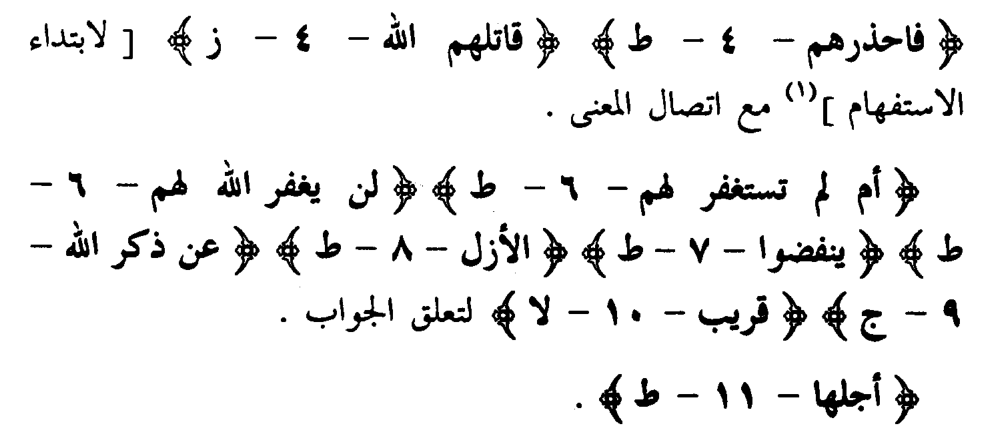 ﴿ فاحذرهم – ٤ – ط ﴾ ﴿ قاتلهم الله – ٤ – ز ﴾ [ لابتداء
الاستفهام ]⁽¹⁾ مع اتصال المعنى .
﴿ أم لم تستغفر لهم – ٦ – ط ﴾ ﴿ لن يغفر الله لهم – ٦ –
ط ﴾ ﴿ ينفضوا – ٧ – ط ﴾ ﴿ الأزل – ٨ – ط ﴾ ﴿ عن ذكر الله –
٩ – ج ﴾ ﴿ قريب – ١٠ – لا ﴾ لتعلق الجواب .
﴿ أجلها – ١١ – ط ﴾ .